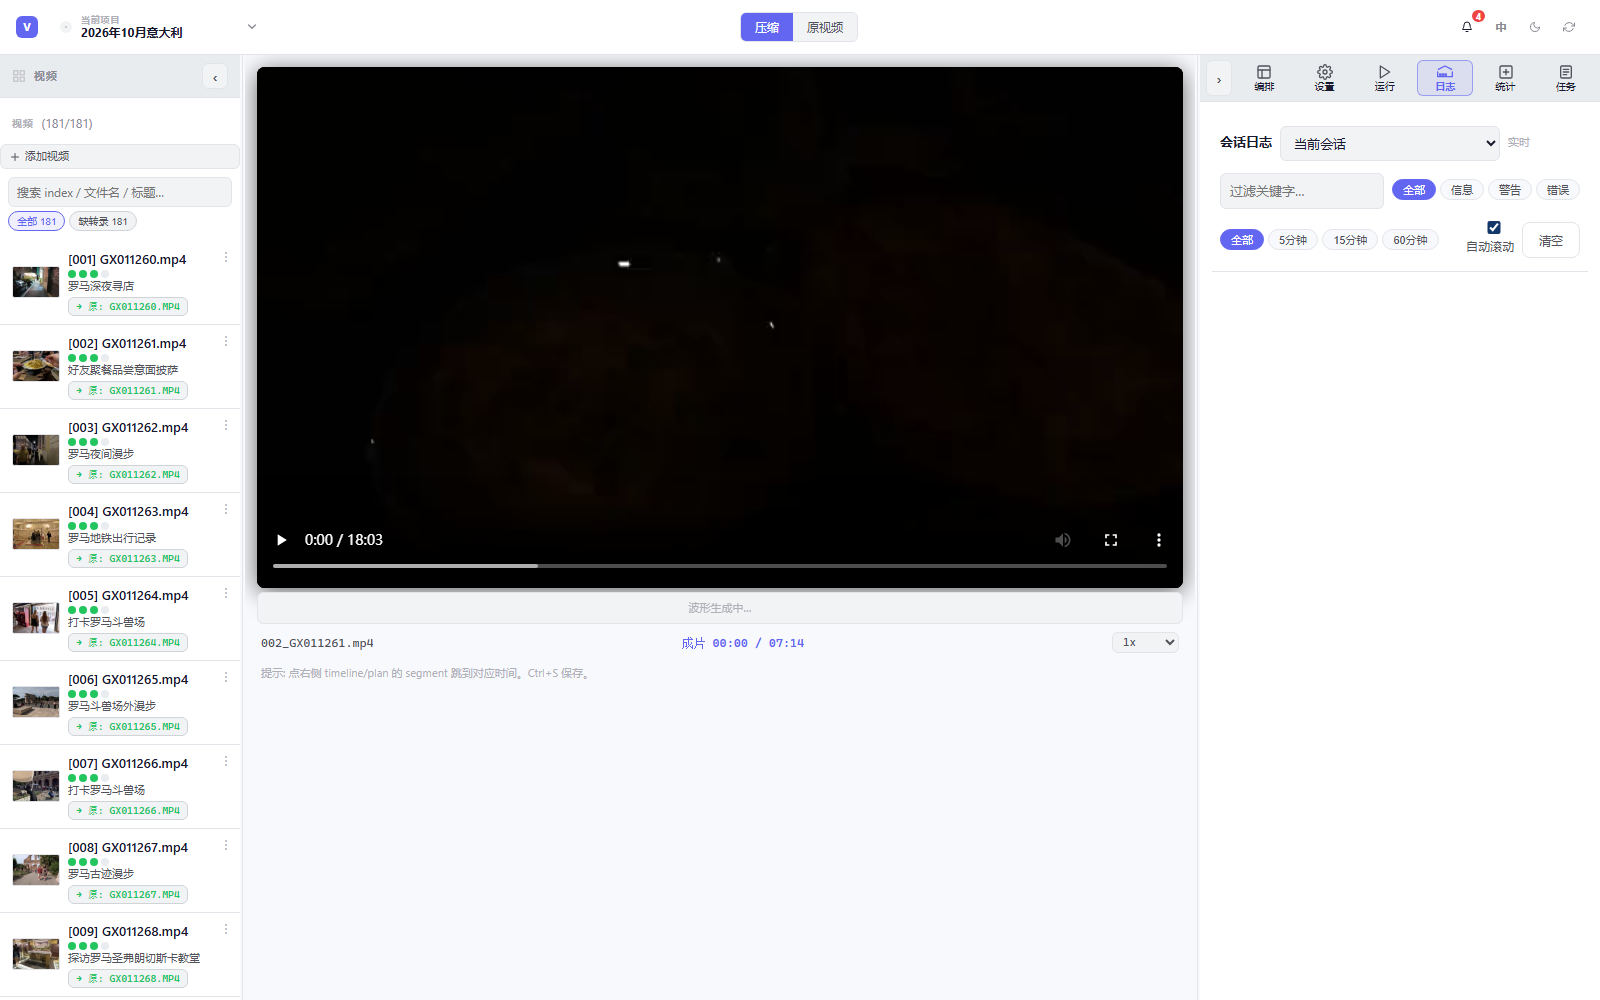 V
当前项目
2026年10月意大利
压缩
原视频
4
中
视频
‹
视频 (181/181)
+ 添加视频
搜索 index / 文件名 / 标题...
全部 181
缺转录 181
[001] GX011260.mp4
罗马深夜寻店
→ 原: GX011260.MP4
[002] GX011261.mp4
好友聚餐品尝意面披萨
→ 原: GX011261.MP4
[003] GX011262.mp4
罗马夜间漫步
→ 原: GX011262.MP4
[004] GX011263.mp4
罗马地铁出行记录
→ 原: GX011263.MP4
[005] GX011264.mp4
打卡罗马斗兽场
→ 原: GX011264.MP4
[006] GX011265.mp4
罗马斗兽场外漫步
→ 原: GX011265.MP4
[007] GX011266.mp4
打卡罗马斗兽场
→ 原: GX011266.MP4
[008] GX011267.mp4
罗马古迹漫步
→ 原: GX011267.MP4
[009] GX011268.mp4
探访罗马圣弗朗切斯卡教堂
→ 原: GX011268.MP4
0:00 / 18:03
波形生成中...
002_GX011261.mp4
成片 00:00 / 07:14
1x
提示: 点右侧 timeline/plan 的 segment 跳到对应时间。Ctrl+S 保存。
›
编排
设置
运行
日志
统计
任务
会话日志
当前会话
实时
过滤关键字...
全部
信息
警告
错误
全部
5分钟
15分钟
60分钟
自动滚动
清空